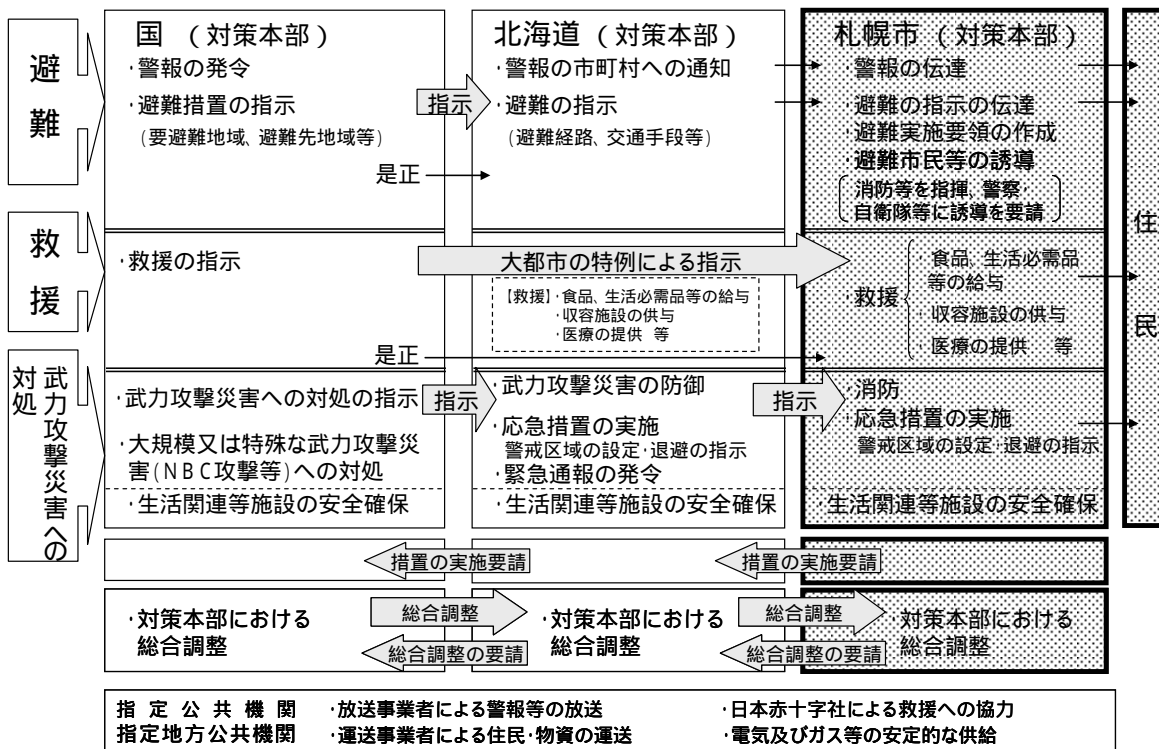 避難
国 (対策本部)
·警報の発令
·避難措置の指示
(要避難地域、避難先地域等)
指示
北海道 (対策本部)
·警報の市町村への通知
·避難の指示
(避難経路、交通手段等)
是正
札幌市 (対策本部)
·警報の伝達
·避難の指示の伝達
·避難実施要領の作成
·避難市民等の誘導
消防等を指揮、警察·
自衛隊等に誘導を要請
住民
救援
·救援の指示
大都市の特例による指示
【救援】·食品、生活必需品等の給与
·収容施設の供与
·医療の提供 等
是正
·救援
·食品、生活必需品
等の給与
·収容施設の供与
·医療の提供 等
武力攻撃災害への
対処
·武力攻撃災害への対処の指示
·大規模又は特殊な武力攻撃災
害(NBC攻撃等)への対処
·生活関連等施設の安全確保
指示
·武力攻撃災害の防御
·応急措置の実施
警戒区域の設定·退避の指示
·緊急通報の発令
·生活関連等施設の安全確保
指示
·消防
·応急措置の実施
警戒区域の設定·退避の指示
·生活関連等施設の安全確保
措置の実施要請
措置の実施要請
·対策本部における
総合調整
総合調整
総合調整の要請
·対策本部における
総合調整
総合調整
総合調整の要請
·対策本部における
総合調整
指定公共機関 ·放送事業者による警報等の放送 ·日本赤十字社による救援への協力
指定地方公共機関 ·運送事業者による住民·物資の運送 ·電気及びガス等の安定的な供給